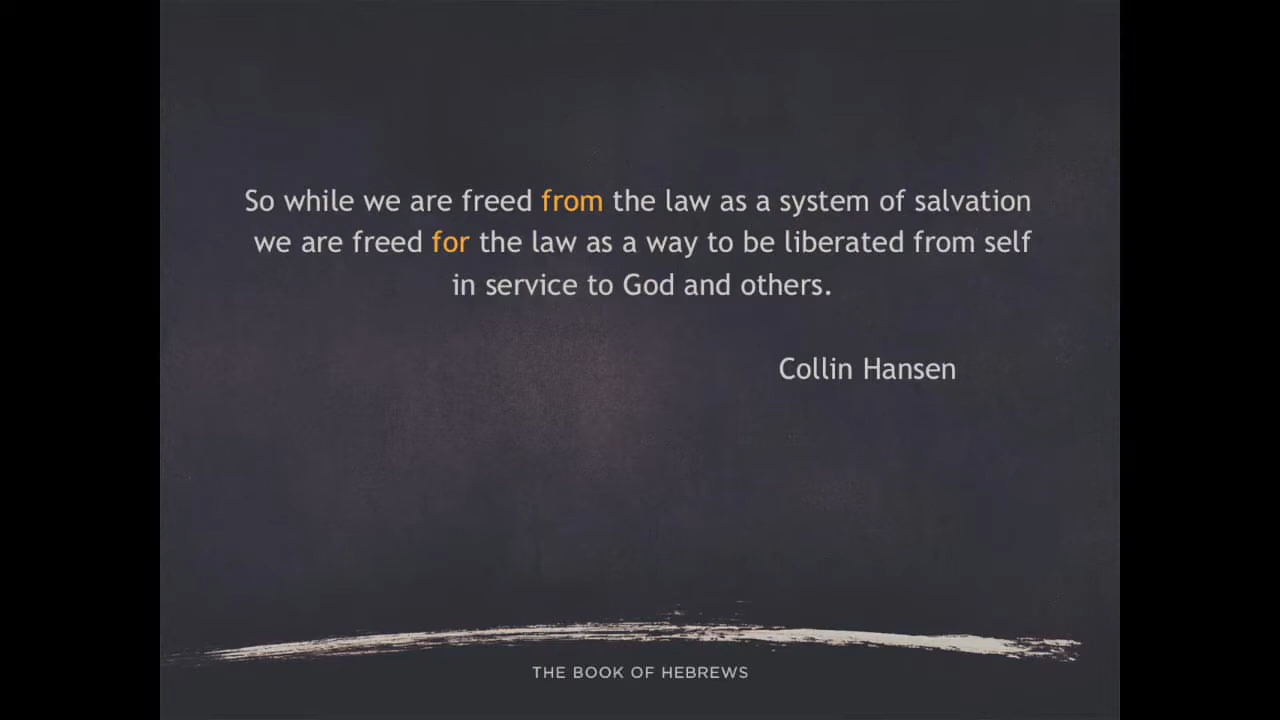 So while we are freed from the law as a system of salvation
we are freed for the law as a way to be liberated from self
in service to God and others.
Collin Hansen
THE BOOK OF HEBREWS